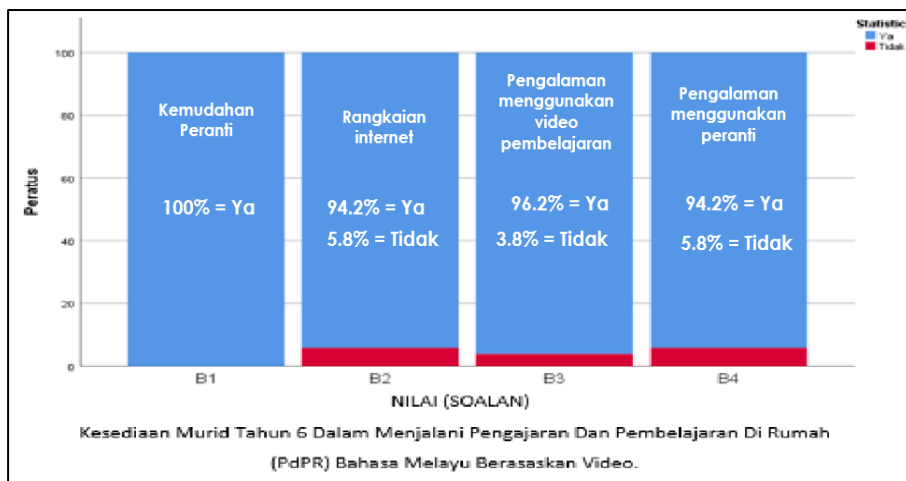 Statistic
Ya
Tidak
100
80
60
40
20
0
Peratus
Kemudahan
Peranti
100% = Ya
Rangkaian
internet
94.2% = Ya
5.8% = Tidak
Pengalaman
menggunakan
video
pembelajaran
96.2% = Ya
3.8% = Tidak
Pengalaman
menggunakan
peranti
94.2% = Ya
5.8% = Tidak
B1
B2
B3
B4
NILAI (SOALAN)
Kesediaan Murid Tahun 6 Dalam Menjalani Pengajaran Dan Pembelajaran Di Rumah
(PdPR) Bahasa Melayu Berasaskan Video.